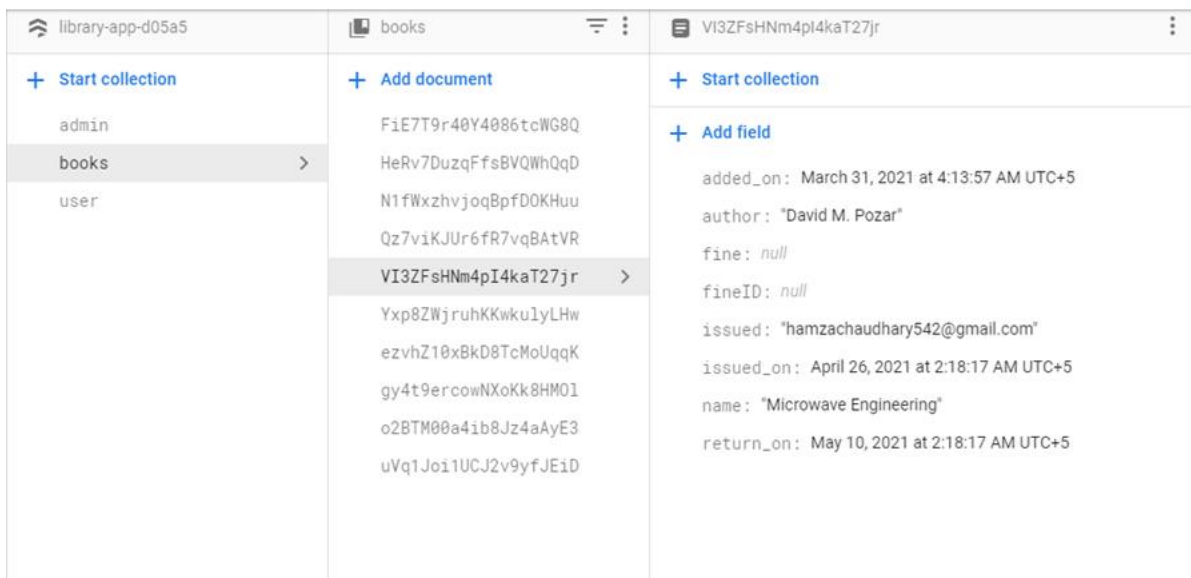 library-app-d05a5
Start collection
admin
books
user
books
Add document
FiE7T9r40Y4086tcWG8Q
HeRv7DuzqFfsBVQWhQqD
N1fWxzhvjoqBpfDOKHuu
Qz7viKJUr6fR7vqBAtVR
VI3ZFsHNm4pI4kaT27jr
Yxp8ZWjruhKKwkulyLHw
ezvhZ10xBkD8TcMoUqqK
gy4t9ercowNXoKk8HMOl
o2BTM00a4ib8Jz4aAyE3
uVq1Joi1UCJ2v9yfJEiD
VI3ZFsHNm4pI4kaT27jr
Start collection
Add field
added_on: March 31, 2021 at 4:13:57 AM UTC+5
author: "David M. Pozar"
fine: null
fineID: null
issued: "hamzachaudhary542@gmail.com"
issued_on: April 26, 2021 at 2:18:17 AM UTC+5
name: "Microwave Engineering"
return_on: May 10, 2021 at 2:18:17 AM UTC+5